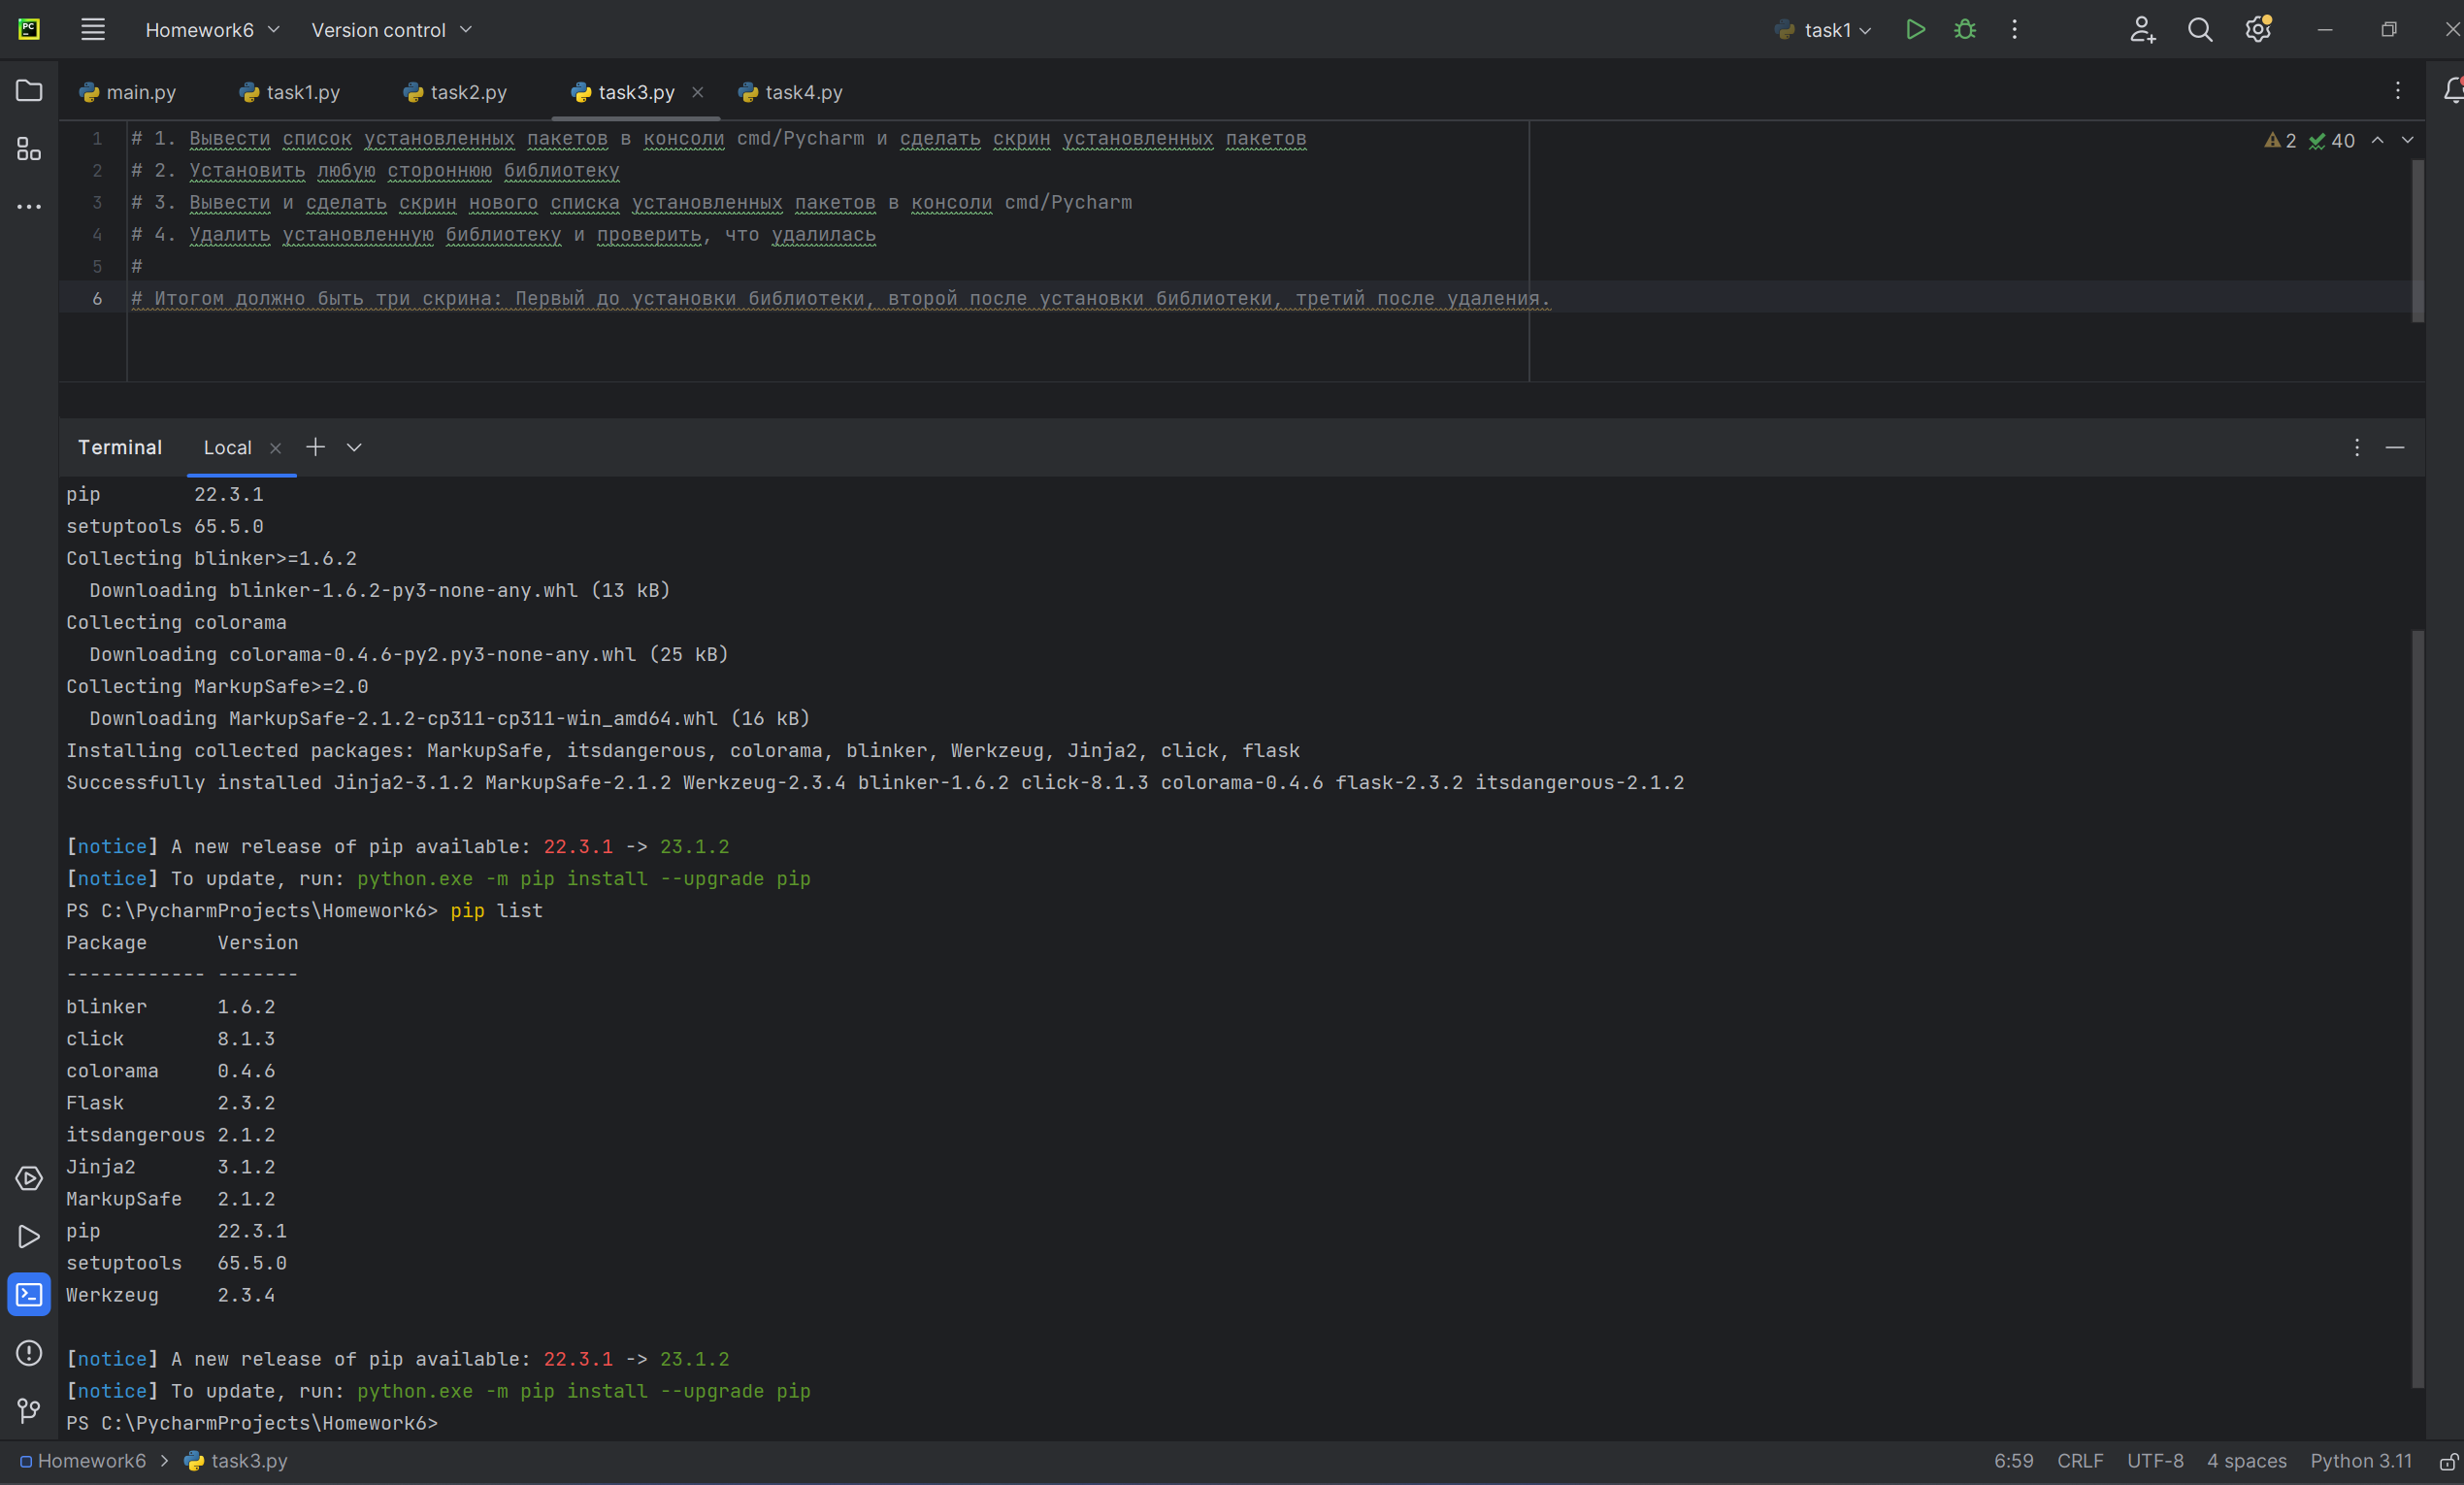 PC
Homework6
Version control
task1
main.py
task1.py
task2.py
task3.py
task4.py
1 # 1. Вывести список установленных пакетов в консоли cmd/Pycharm и сделать скрин установленных пакетов
2 40
2 # 2. Установить любую стороннюю библиотеку
3 # 3. Вывести и сделать скрин нового списка установленных пакетов в консоли cmd/Pycharm
4 # 4. Удалить установленную библиотеку и проверить, что удалилась
5 #
6 # Итогом должно быть три скрина: Первый до установки библиотеки, второй после установки библиотеки, третий после удаления.
Terminal Local
pip 22.3.1
setuptools 65.5.0
Collecting blinker>=1.6.2
Downloading blinker-1.6.2-py3-none-any.whl (13 kB)
Collecting colorama
Downloading colorama-0.4.6-py2.py3-none-any.whl (25 kB)
Collecting MarkupSafe>=2.0
Downloading MarkupSafe-2.1.2-cp311-cp311-win_amd64.whl (16 kB)
Installing collected packages: MarkupSafe, itsdangerous, colorama, blinker, Werkzeug, Jinja2, click, flask
Successfully installed Jinja2-3.1.2 MarkupSafe-2.1.2 Werkzeug-2.3.4 blinker-1.6.2 click-8.1.3 colorama-0.4.6 flask-2.3.2 itsdangerous-2.1.2
[notice] A new release of pip available: 22.3.1 -> 23.1.2
[notice] To update, run: python.exe -m pip install --upgrade pip
PS C:\PycharmProjects\Homework6> pip list
Package Version
------------ -------
blinker 1.6.2
click 8.1.3
colorama 0.4.6
Flask 2.3.2
itsdangerous 2.1.2
Jinja2 3.1.2
MarkupSafe 2.1.2
pip 22.3.1
setuptools 65.5.0
Werkzeug 2.3.4
[notice] A new release of pip available: 22.3.1 -> 23.1.2
[notice] To update, run: python.exe -m pip install --upgrade pip
PS C:\PycharmProjects\Homework6>
Homework6 > task3.py
6:59 CRLF UTF-8 4 spaces Python 3.11